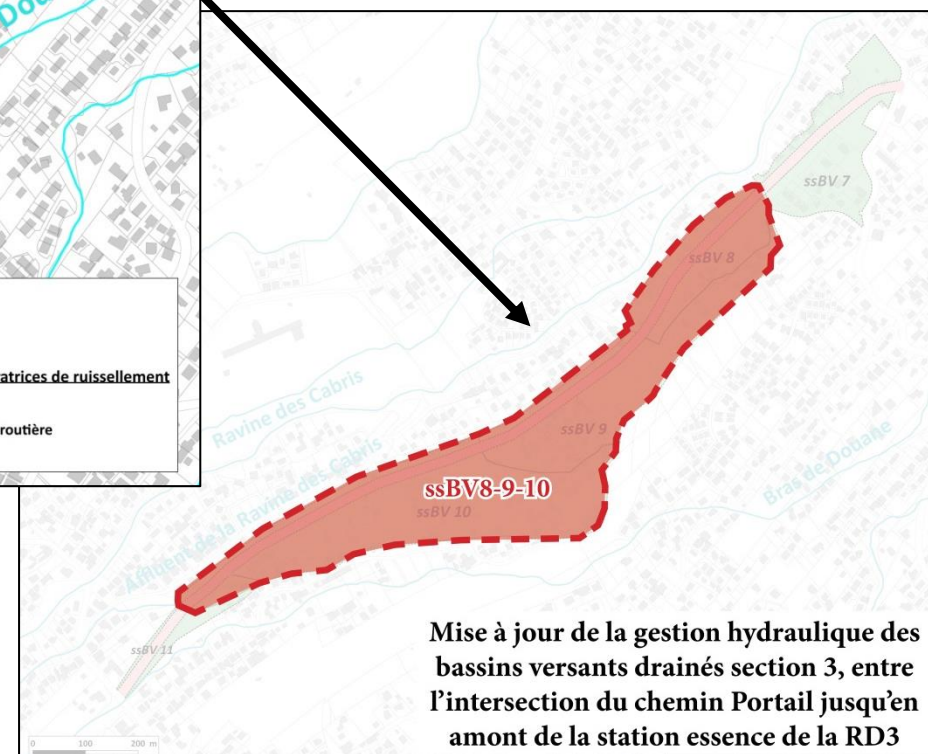 Dou
atrices de ruissellement
routière
ssBV 7
ssBV 8
Ravine des Cabris
ssBV 9
ssBV8-9-10
ssBV 10
Bras de Douane
Affluent de la Ravine des Cabris
ssBV 11
Mise à jour de la gestion hydraulique des
bassins versants drainés section 3, entre
l'intersection du chemin Portail jusqu'en
amont de la station essence de la RD3
0 100 200 m